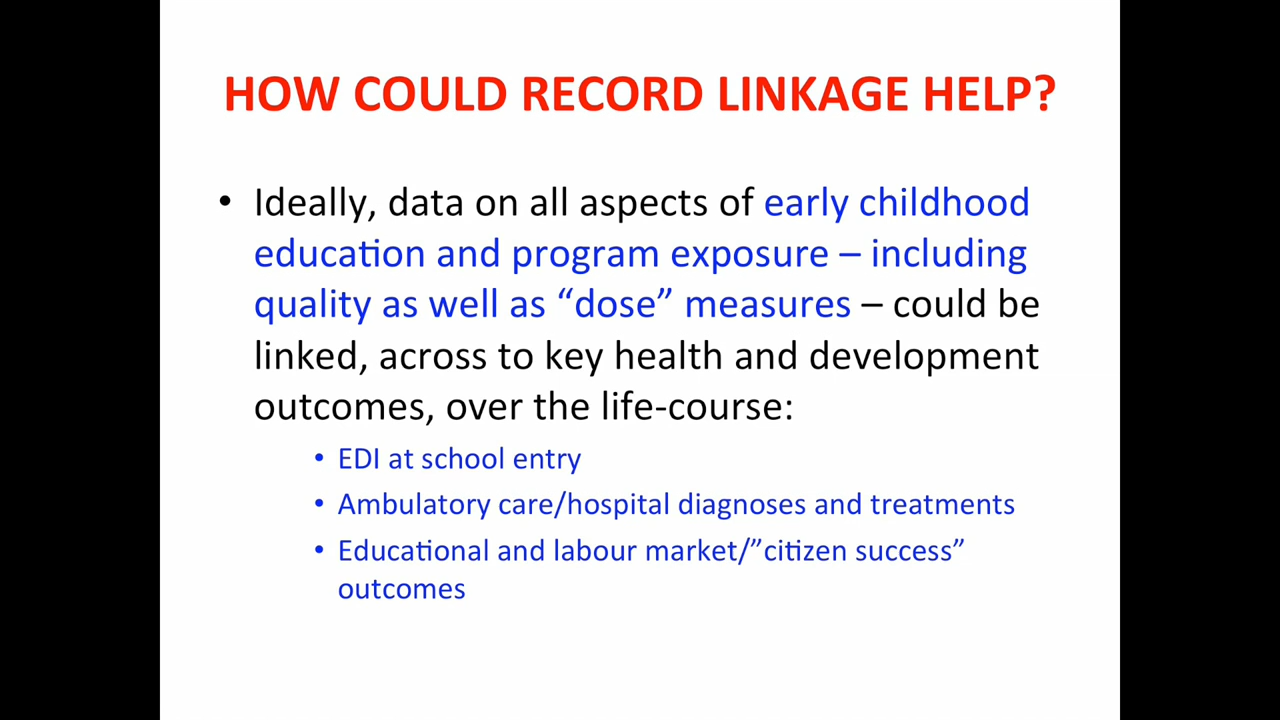 HOW COULD RECORD LINKAGE HELP?
• Ideally, data on all aspects of early childhood
education and program exposure – including
quality as well as “dose” measures – could be
linked, across to key health and development
outcomes, over the life-course:
• EDI at school entry
• Ambulatory care/hospital diagnoses and treatments
• Educational and labour market/”citizen success”
outcomes